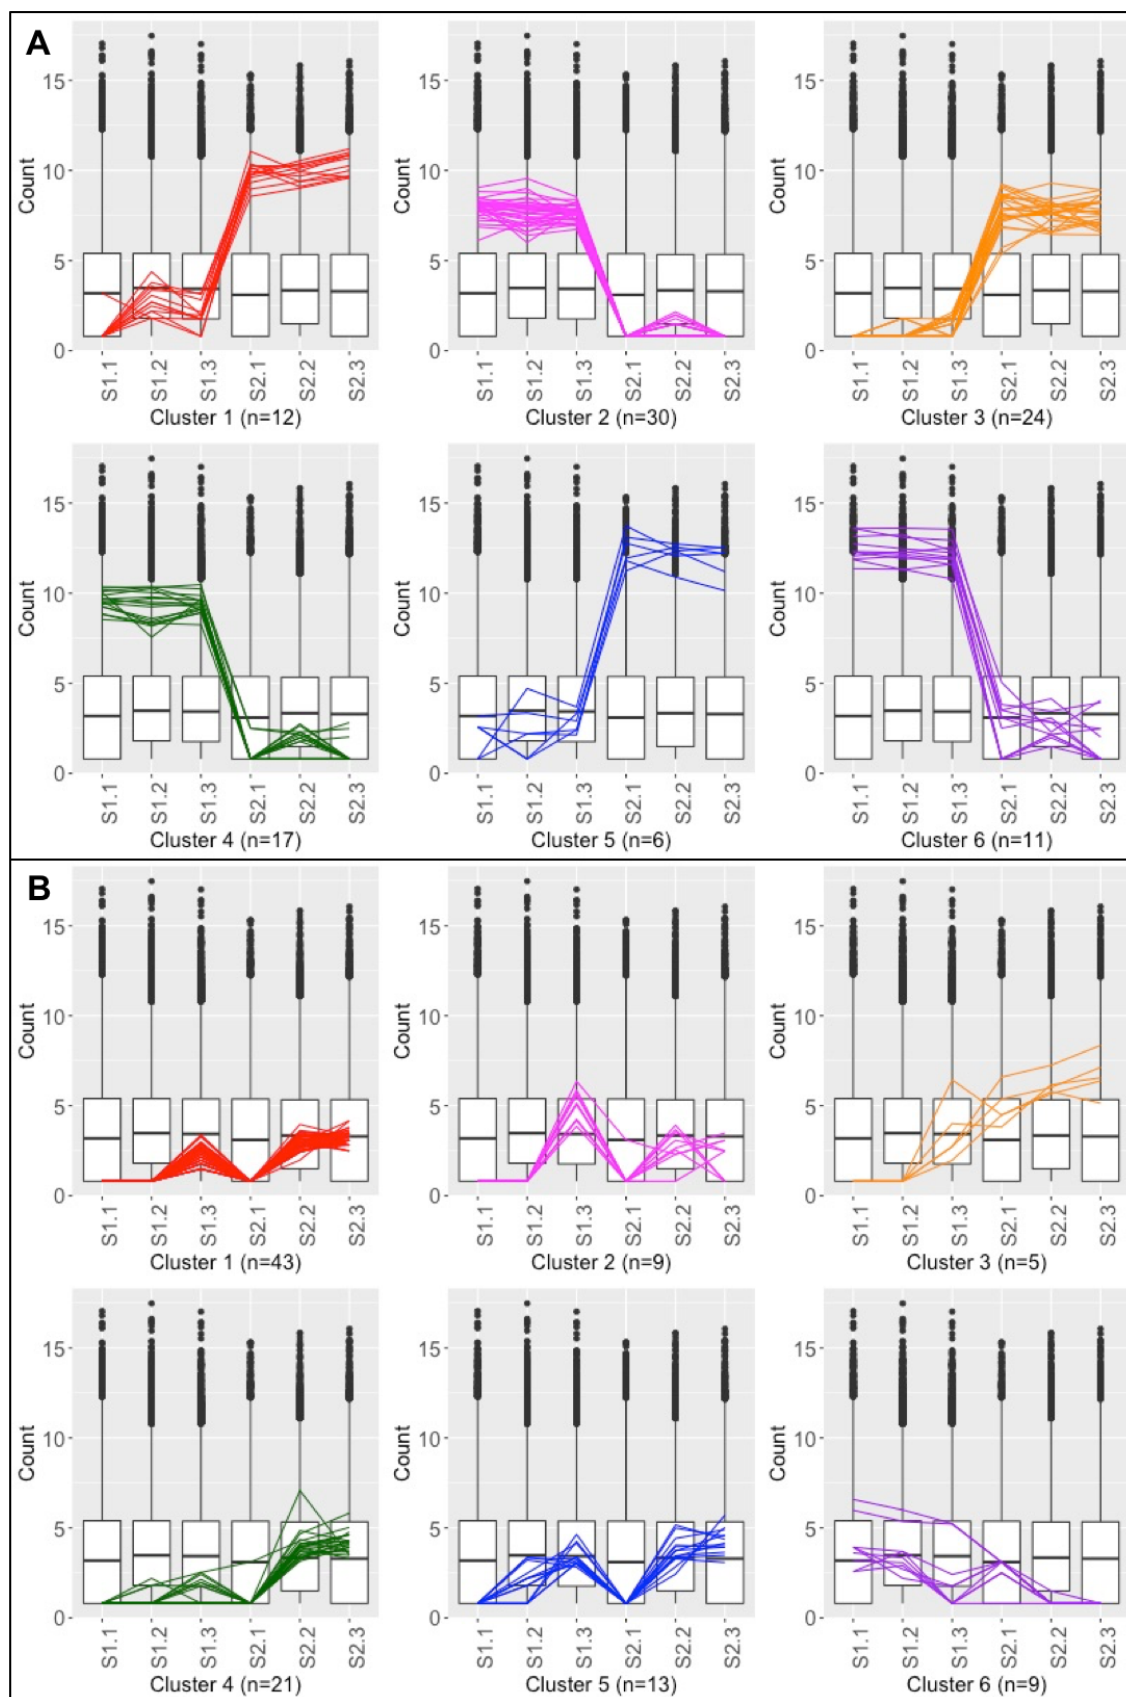 A
Count
15
10
5
0
S1.1 S1.2 S1.3 S2.1 S2.2 S2.3
Cluster 1 (n=12)
Count
15
10
5
0
S1.1 S1.2 S1.3 S2.1 S2.2 S2.3
Cluster 2 (n=30)
Count
15
10
5
0
S1.1 S1.2 S1.3 S2.1 S2.2 S2.3
Cluster 3 (n=24)
Count
15
10
5
0
S1.1 S1.2 S1.3 S2.1 S2.2 S2.3
Cluster 4 (n=17)
Count
15
10
5
0
S1.1 S1.2 S1.3 S2.1 S2.2 S2.3
Cluster 5 (n=6)
Count
15
10
5
0
S1.1 S1.2 S1.3 S2.1 S2.2 S2.3
Cluster 6 (n=11)
B
Count
15
10
5
0
S1.1 S1.2 S1.3 S2.1 S2.2 S2.3
Cluster 1 (n=43)
Count
15
10
5
0
S1.1 S1.2 S1.3 S2.1 S2.2 S2.3
Cluster 2 (n=9)
Count
15
10
5
0
S1.1 S1.2 S1.3 S2.1 S2.2 S2.3
Cluster 3 (n=5)
Count
15
10
5
0
S1.1 S1.2 S1.3 S2.1 S2.2 S2.3
Cluster 4 (n=21)
Count
15
10
5
0
S1.1 S1.2 S1.3 S2.1 S2.2 S2.3
Cluster 5 (n=13)
Count
15
10
5
0
S1.1 S1.2 S1.3 S2.1 S2.2 S2.3
Cluster 6 (n=9)